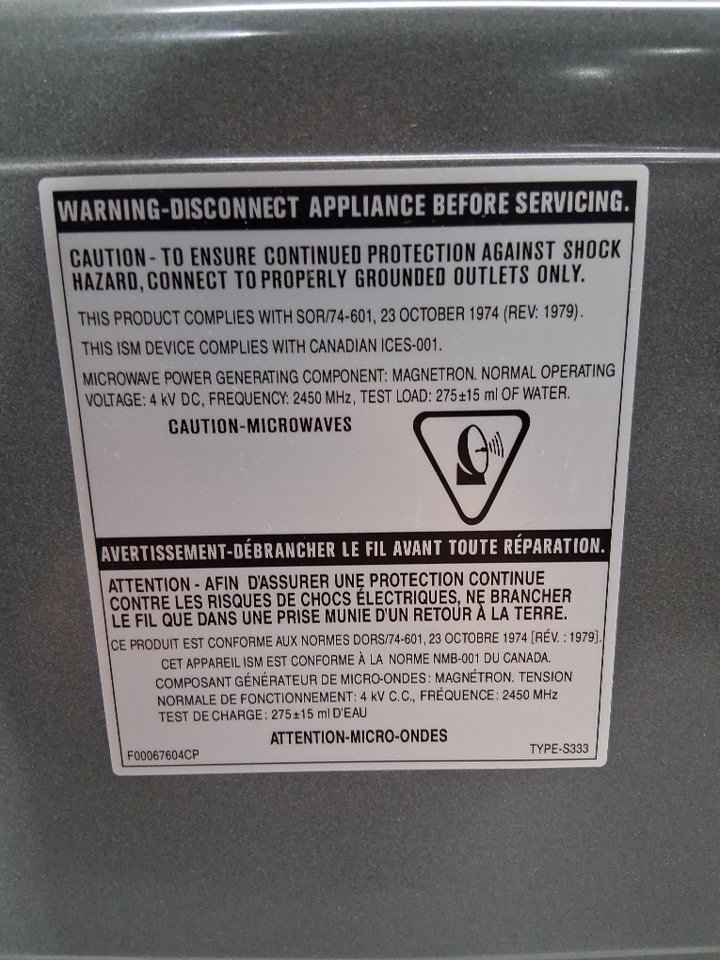 WARNING-DISCONNECT APPLIANCE BEFORE SERVICING.
CAUTION - TO ENSURE CONTINUED PROTECTION AGAINST SHOCK
HAZARD, CONNECT TO PROPERLY GROUNDED OUTLETS ONLY.
THIS PRODUCT COMPLIES WITH SOR/74-601, 23 OCTOBER 1974 (REV: 1979).
THIS ISM DEVICE COMPLIES WITH CANADIAN ICES-001.
MICROWAVE POWER GENERATING COMPONENT: MAGNETRON. NORMAL OPERATING
VOLTAGE: 4 kV DC, FREQUENCY: 2450 MHz, TEST LOAD: 275±15 ml OF WATER.
CAUTION-MICROWAVES
AVERTISSEMENT-DÉBRANCHER LE FIL AVANT TOUTE RÉPARATION.
ATTENTION - AFIN D'ASSURER UNE PROTECTION CONTINUE
CONTRE LES RISQUES DE CHOCS ÉLECTRIQUES, NE BRANCHER
LE FIL QUE DANS UNE PRISE MUNIE D'UN RETOUR À LA TERRE.
CE PRODUIT EST CONFORME AUX NORMES DORS/74-601, 23 OCTOBRE 1974 [RÉV. : 1979].
CET APPAREIL ISM EST CONFORME À LA NORME NMB-001 DU CANADA.
COMPOSANT GÉNÉRATEUR DE MICRO-ONDES : MAGNÉTRON. TENSION
NORMALE DE FONCTIONNEMENT: 4 kV C.C., FRÉQUENCE : 2450 MHz
TEST DE CHARGE : 275±15 ml D'EAU
ATTENTION-MICRO-ONDES
F00067604CP
TYPE-S333